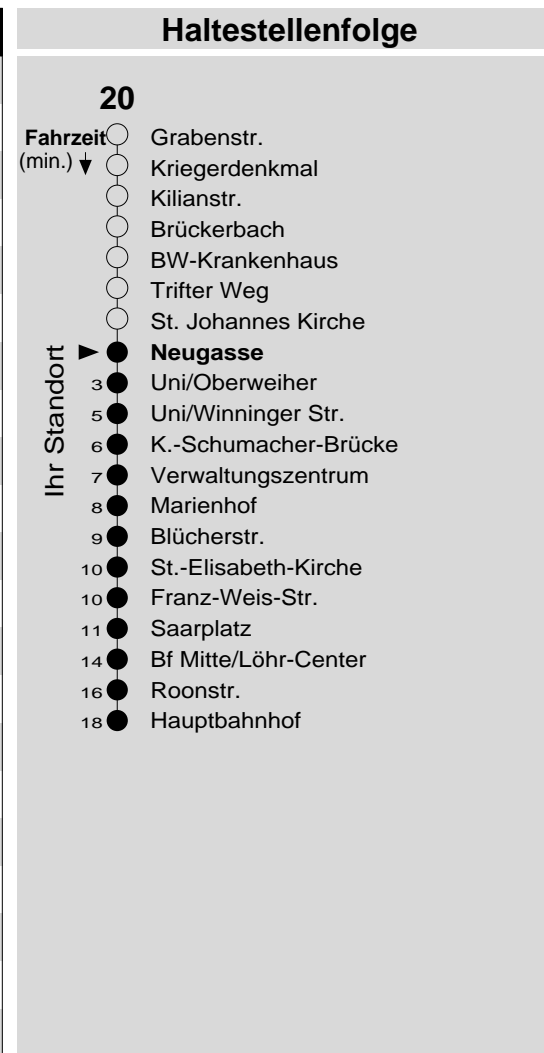 Haltestellenfolge
20
Fahrzeit
(min.)
Grabenstr.
Kriegerdenkmal
Kilianstr.
Brückerbach
BW-Krankenhaus
Trifter Weg
St. Johannes Kirche
Ihr Standort
Neugasse
3 Uni/Oberweiher
5 Uni/Winninger Str.
6 K.-Schumacher-Brücke
7 Verwaltungszentrum
8 Marienhof
9 Blücherstr.
10 St.-Elisabeth-Kirche
10 Franz-Weis-Str.
11 Saarplatz
14 Bf Mitte/Löhr-Center
16 Roonstr.
18 Hauptbahnhof